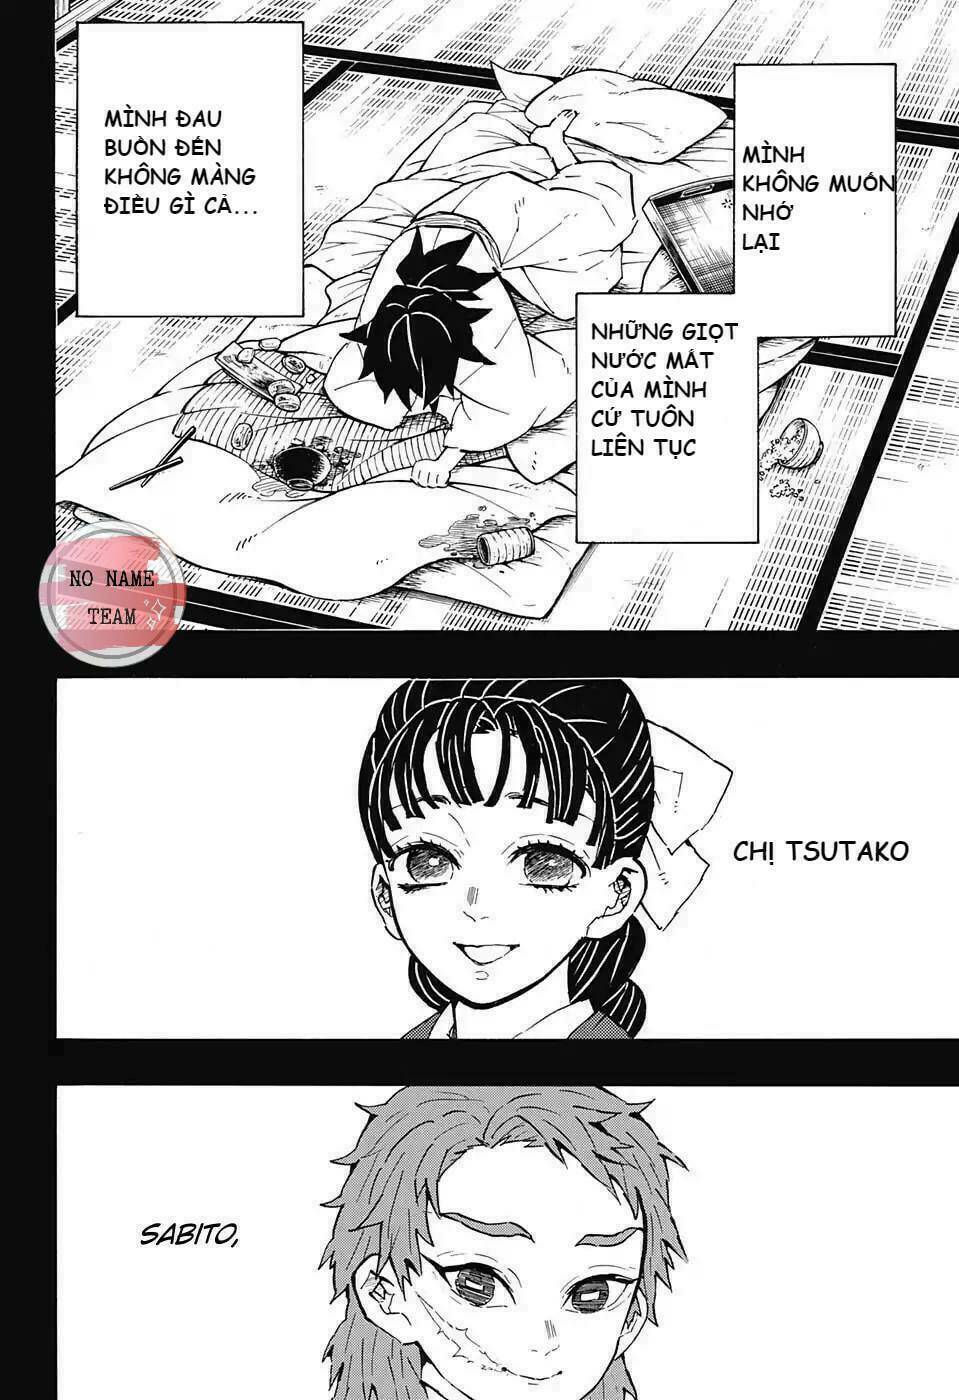 MÌNH
KHÔNG MUỐN
NHỚ
LẠI
NHỮNG GIỌT
NƯỚC MẮT
CỦA MÌNH
CỨ TUÔN
LIÊN TỤC
MÌNH ĐAU
BUỒN ĐẾN
KHÔNG MÀNG
ĐIỀU GÌ CẢ...
NO NAME
TEAM
CHỊ TSUTAKO
SABITO,